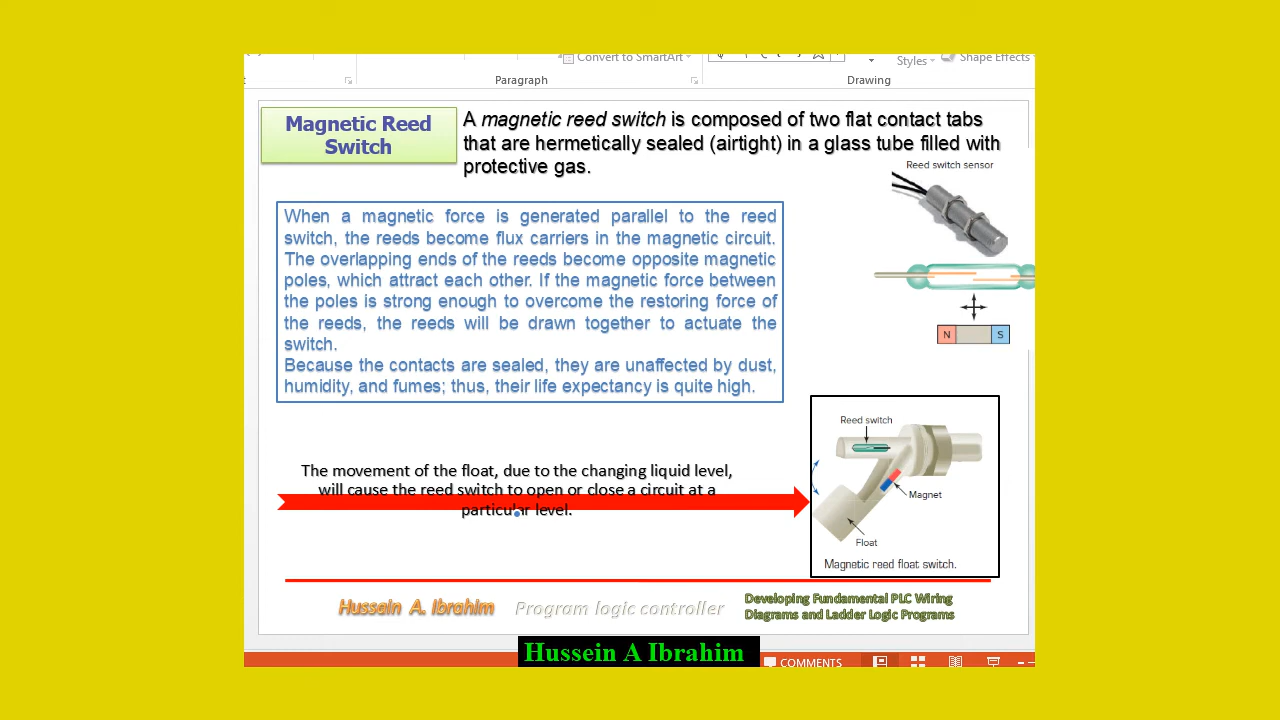 Convert to SmartArt
Styles
Shape Effects
Paragraph
Drawing
Magnetic Reed
Switch
A magnetic reed switch is composed of two flat contact tabs
that are hermetically sealed (airtight) in a glass tube filled with
protective gas.
Reed switch sensor
When a magnetic force is generated parallel to the reed
switch, the reeds become flux carriers in the magnetic circuit.
The overlapping ends of the reeds become opposite magnetic
poles, which attract each other. If the magnetic force between
the poles is strong enough to overcome the restoring force of
the reeds, the reeds will be drawn together to actuate the
switch.
Because the contacts are sealed, they are unaffected by dust,
humidity, and fumes; thus, their life expectancy is quite high.
N S
Reed switch
Magnet
Float
Magnetic reed float switch.
The movement of the float, due to the changing liquid level,
will cause the reed switch to open or close a circuit at a
particular level.
Hussein A. Ibrahim
Program logic controller
Developing Fundamental PLC Wiring
Diagrams and Ladder Logic Programs
Hussein A Ibrahim
COMMENTS